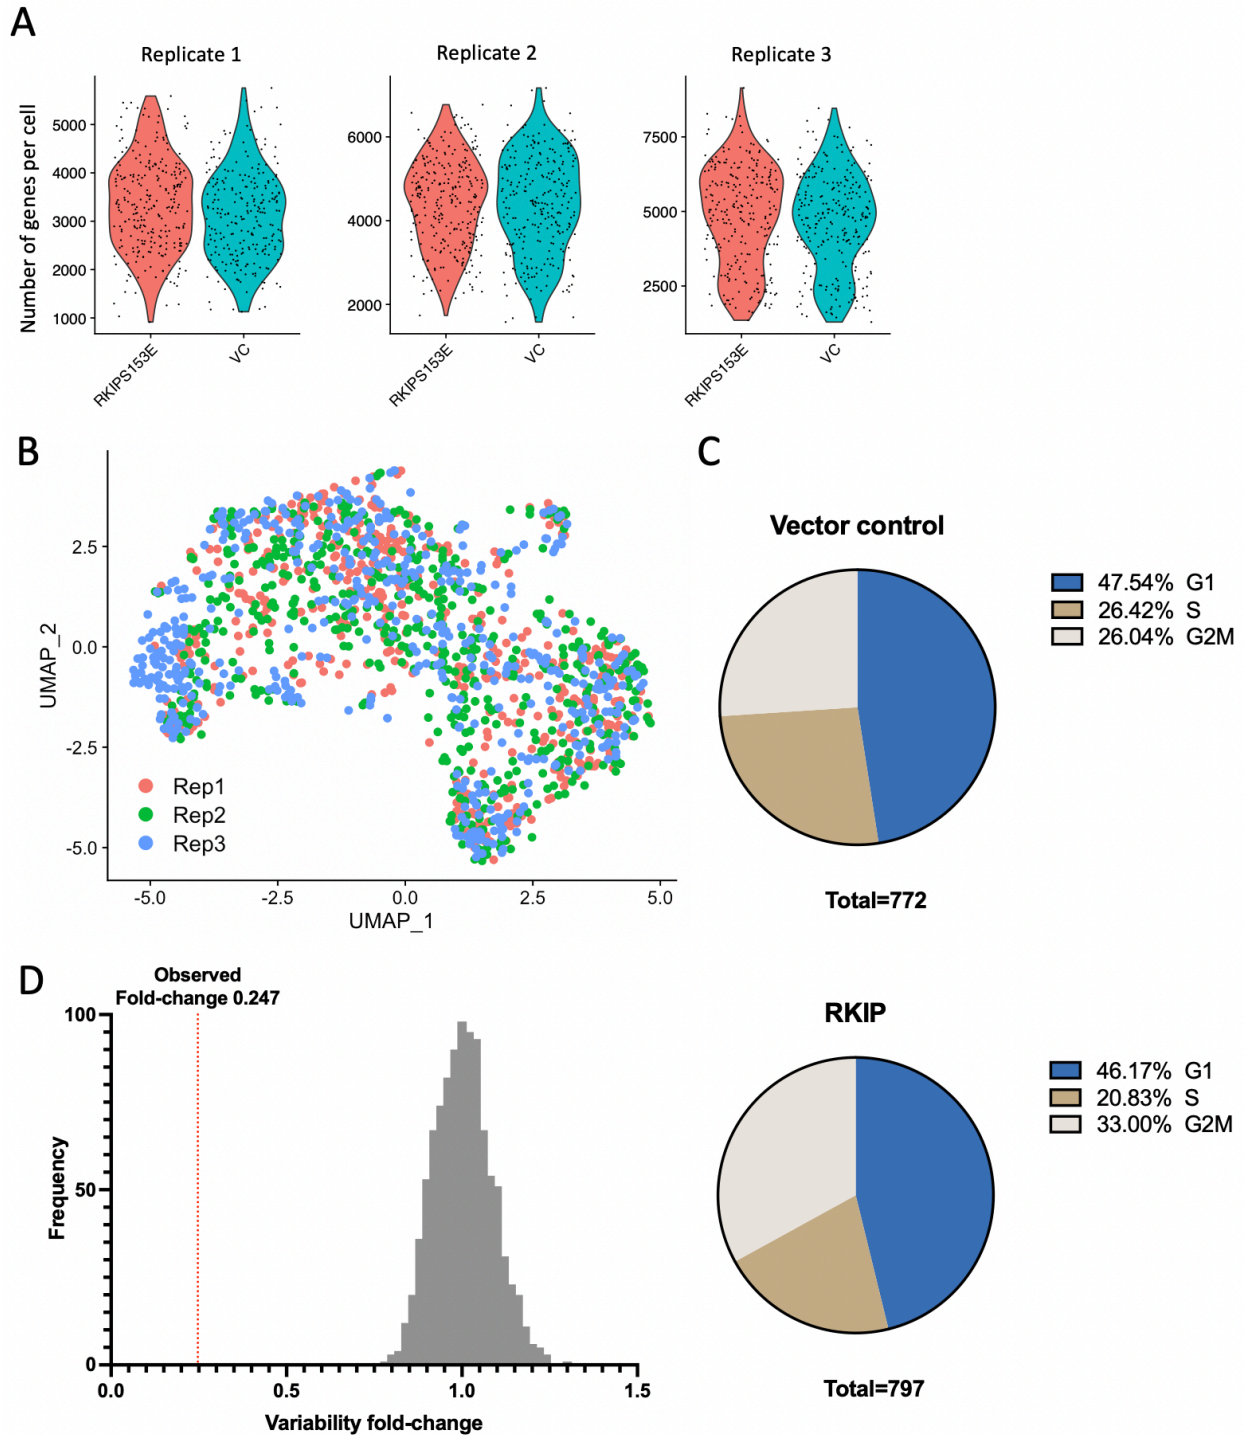 A
Replicate 1
Replicate 2
Replicate 3
Number of genes per cell
5000
4000
3000
2000
1000
6000
4000
2000
7500
5000
2500
RKIPS153E
VC
RKIPS153E
VC
RKIPS153E
VC
B
UMAP_2
2.5
0.0
-2.5
-5.0
Rep1
Rep2
Rep3
-5.0
-2.5
0.0
2.5
5.0
UMAP_1
C
Vector control
47.54% G1
26.42% S
26.04% G2M
Total=772
D
Observed
Fold-change 0.247
Frequency
100
50
0
0.0
0.5
1.0
1.5
Variability fold-change
RKIP
46.17% G1
20.83% S
33.00% G2M
Total=797